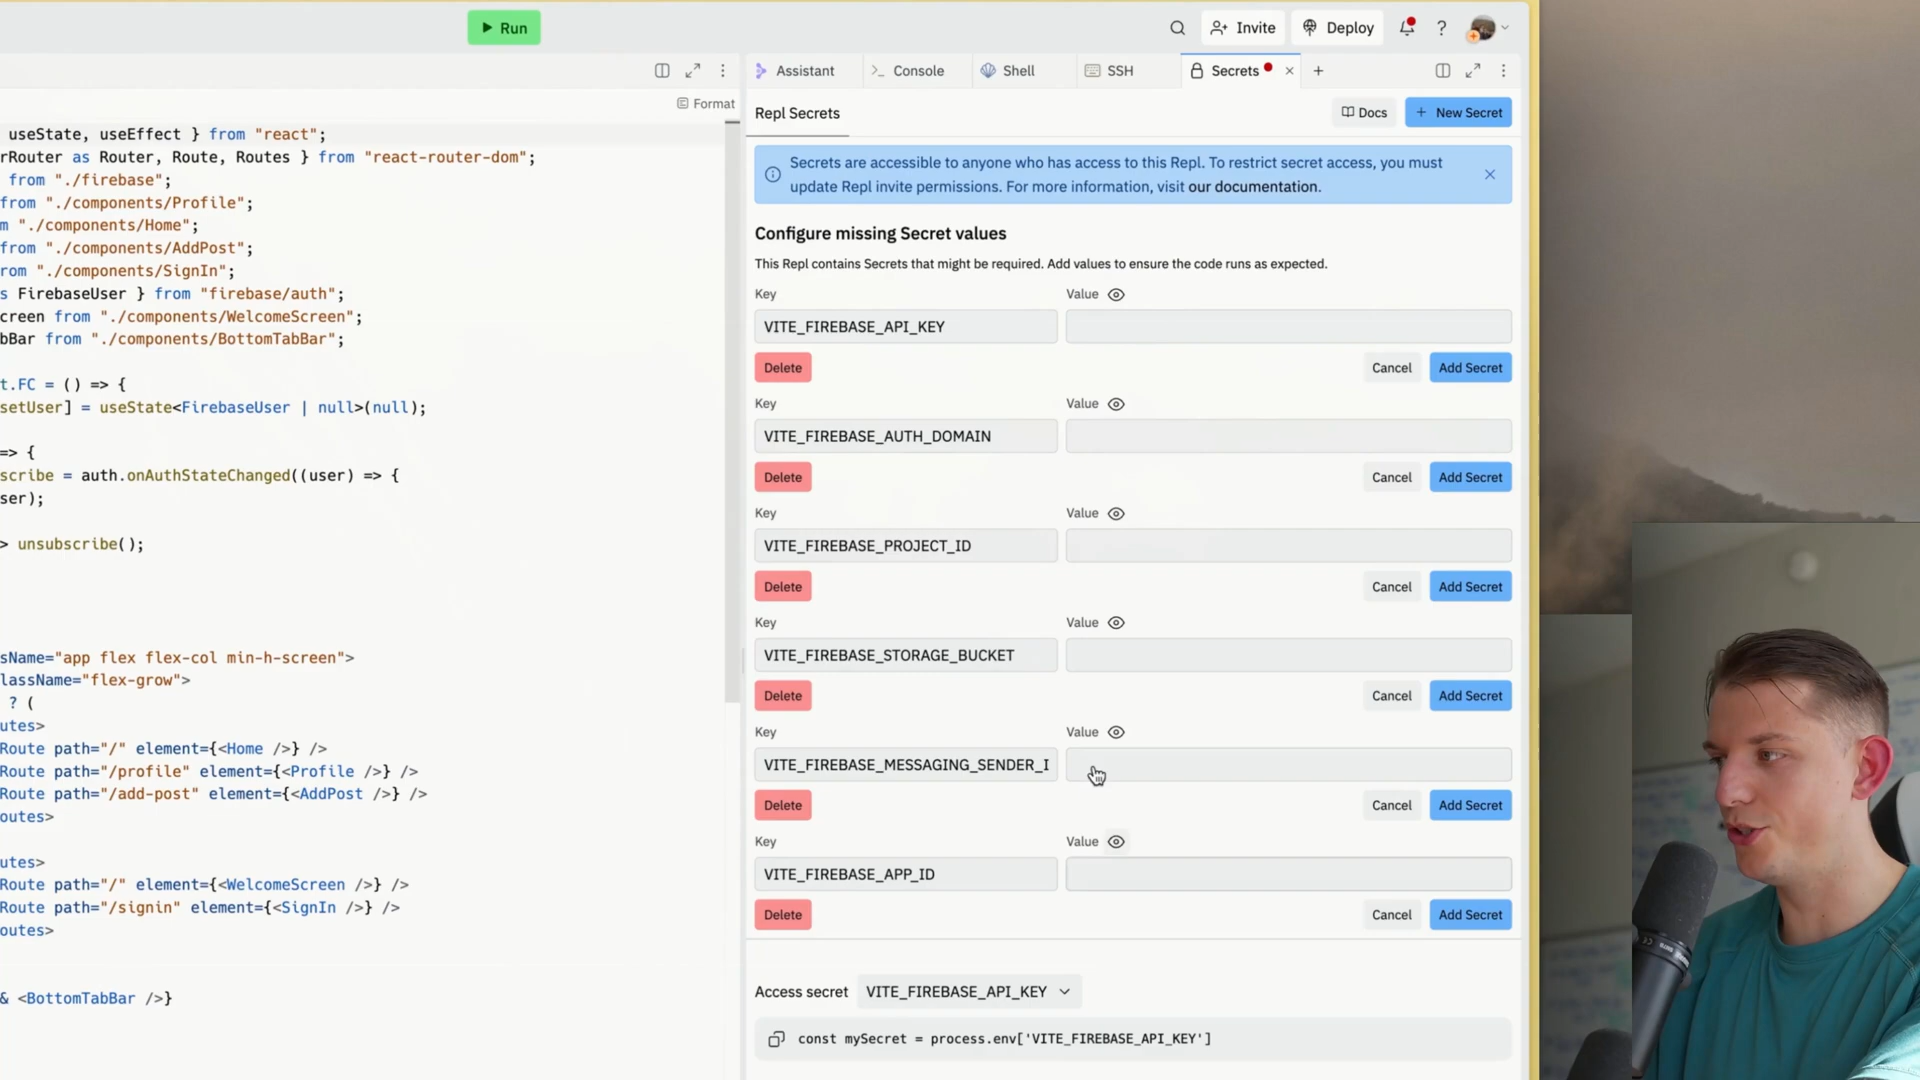 Run
Invite
Deploy
?
Assistant
Console
Shell
SSH
Secrets
Format
Repl Secrets
Docs
+ New Secret
Secrets are accessible to anyone who has access to this Repl. To restrict secret access, you must
update Repl invite permissions. For more information, visit our documentation.
useState, useEffect } from "react";
rRouter as Router, Route, Routes } from "react-router-dom";
from "./firebase";
from "./components/Profile";
m "./components/Home";
from "./components/AddPost";
rom "./components/SignIn";
s FirebaseUser } from "firebase/auth";
creen from "./components/WelcomeScreen";
bBar from "./components/BottomTabBar";
t.FC = () => {
setUser] = useState<FirebaseUser | null>(null);
=> {
scribe = auth.onAuthStateChanged((user) => {
ser);
> unsubscribe();
sName="app flex flex-col min-h-screen">
lassName="flex-grow">
? (
utes>
Route path="/" element={<Home />} />
Route path="/profile" element={<Profile />} />
Route path="/add-post" element={<AddPost />} />
outes>
utes>
Route path="/" element={<WelcomeScreen />} />
Route path="/signin" element={<SignIn />} />
outes>
& <BottomTabBar />}
Configure missing Secret values
This Repl contains Secrets that might be required. Add values to ensure the code runs as expected.
Key Value
VITE_FIREBASE_API_KEY
Delete Cancel Add Secret
Key Value
VITE_FIREBASE_AUTH_DOMAIN
Delete Cancel Add Secret
Key Value
VITE_FIREBASE_PROJECT_ID
Delete Cancel Add Secret
Key Value
VITE_FIREBASE_STORAGE_BUCKET
Delete Cancel Add Secret
Key Value
VITE_FIREBASE_MESSAGING_SENDER_I
Delete Cancel Add Secret
Key Value
VITE_FIREBASE_APP_ID
Delete Cancel Add Secret
Access secret VITE_FIREBASE_API_KEY
const mySecret = process.env['VITE_FIREBASE_API_KEY']